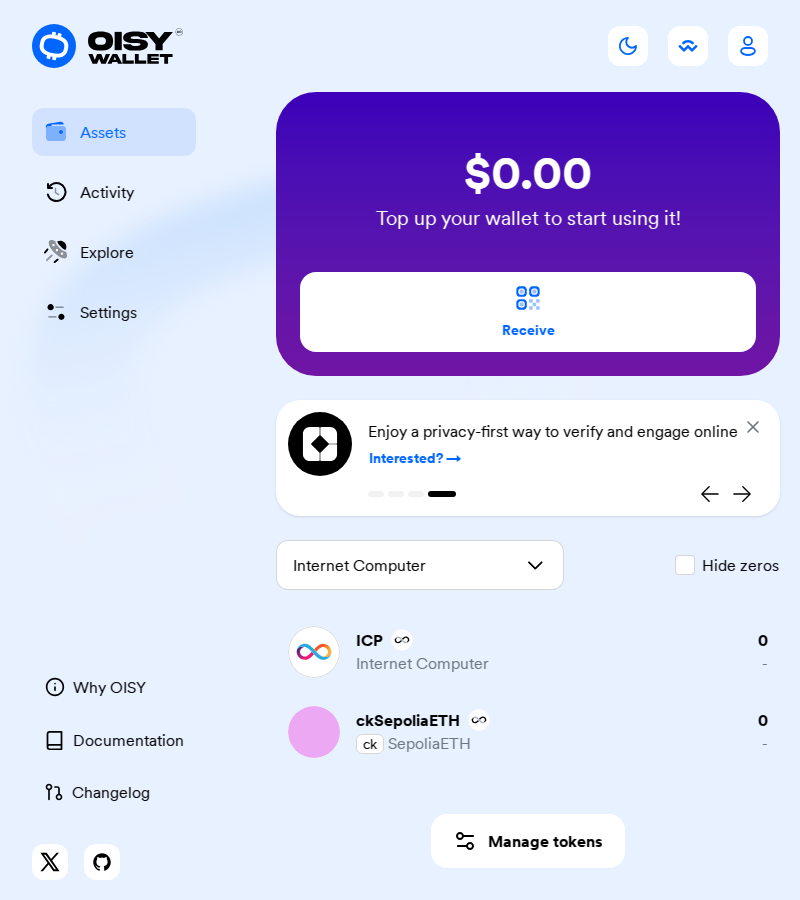 OISY
WALLET
Assets
Activity
Explore
Settings
$0.00
Top up your wallet to start using it!
Receive
Enjoy a privacy-first way to verify and engage online
Interested? →
Internet Computer
Hide zeros
ICP
0
Internet Computer
-
ckSepoliaETH
0
ck SepoliaETH
-
Manage tokens
Why OISY
Documentation
Changelog